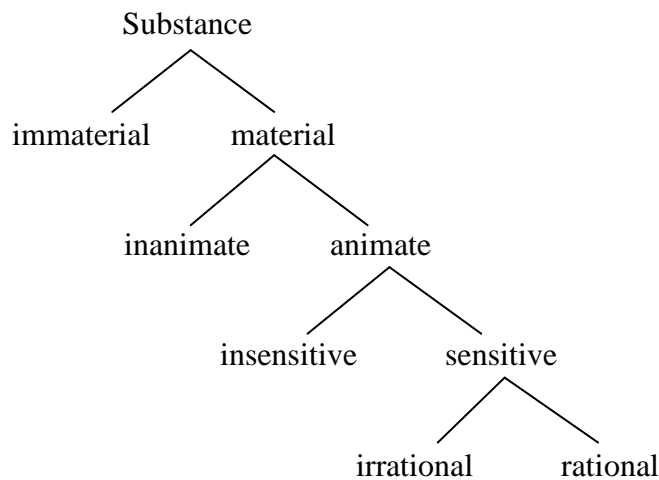 Substance
immaterial material
inanimate animate
insensitive sensitive
irrational rational